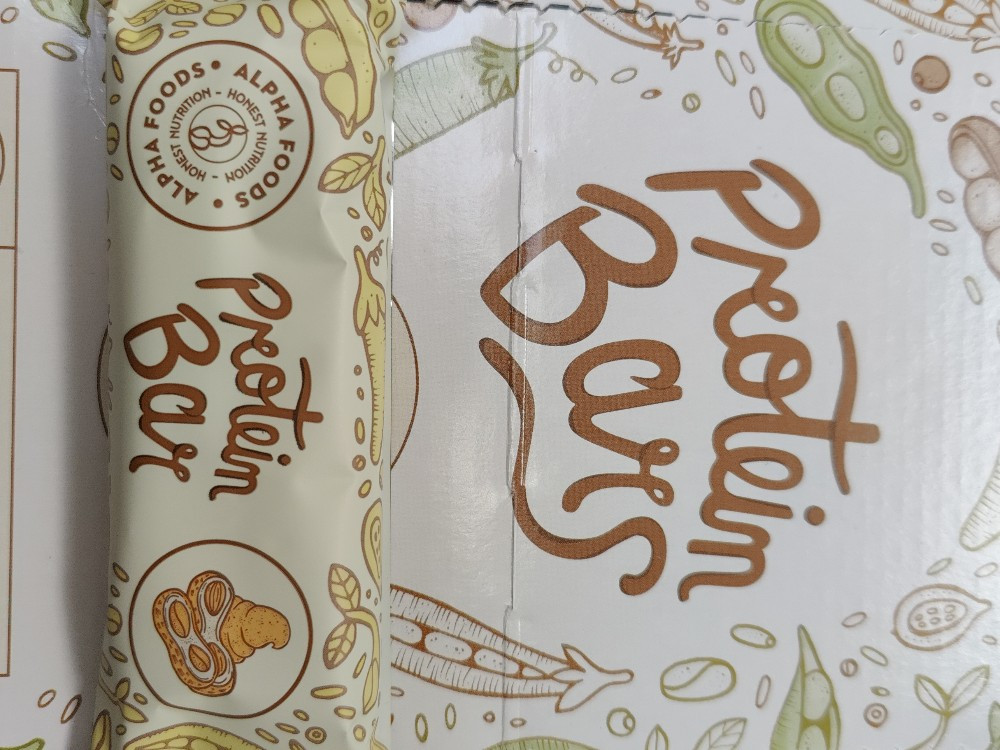 ALPHA FOODS • ALPHA FOODS •
HONEST NUTRITION - HONEST NUTRITION -
Protein
Bar
Protein
Bars